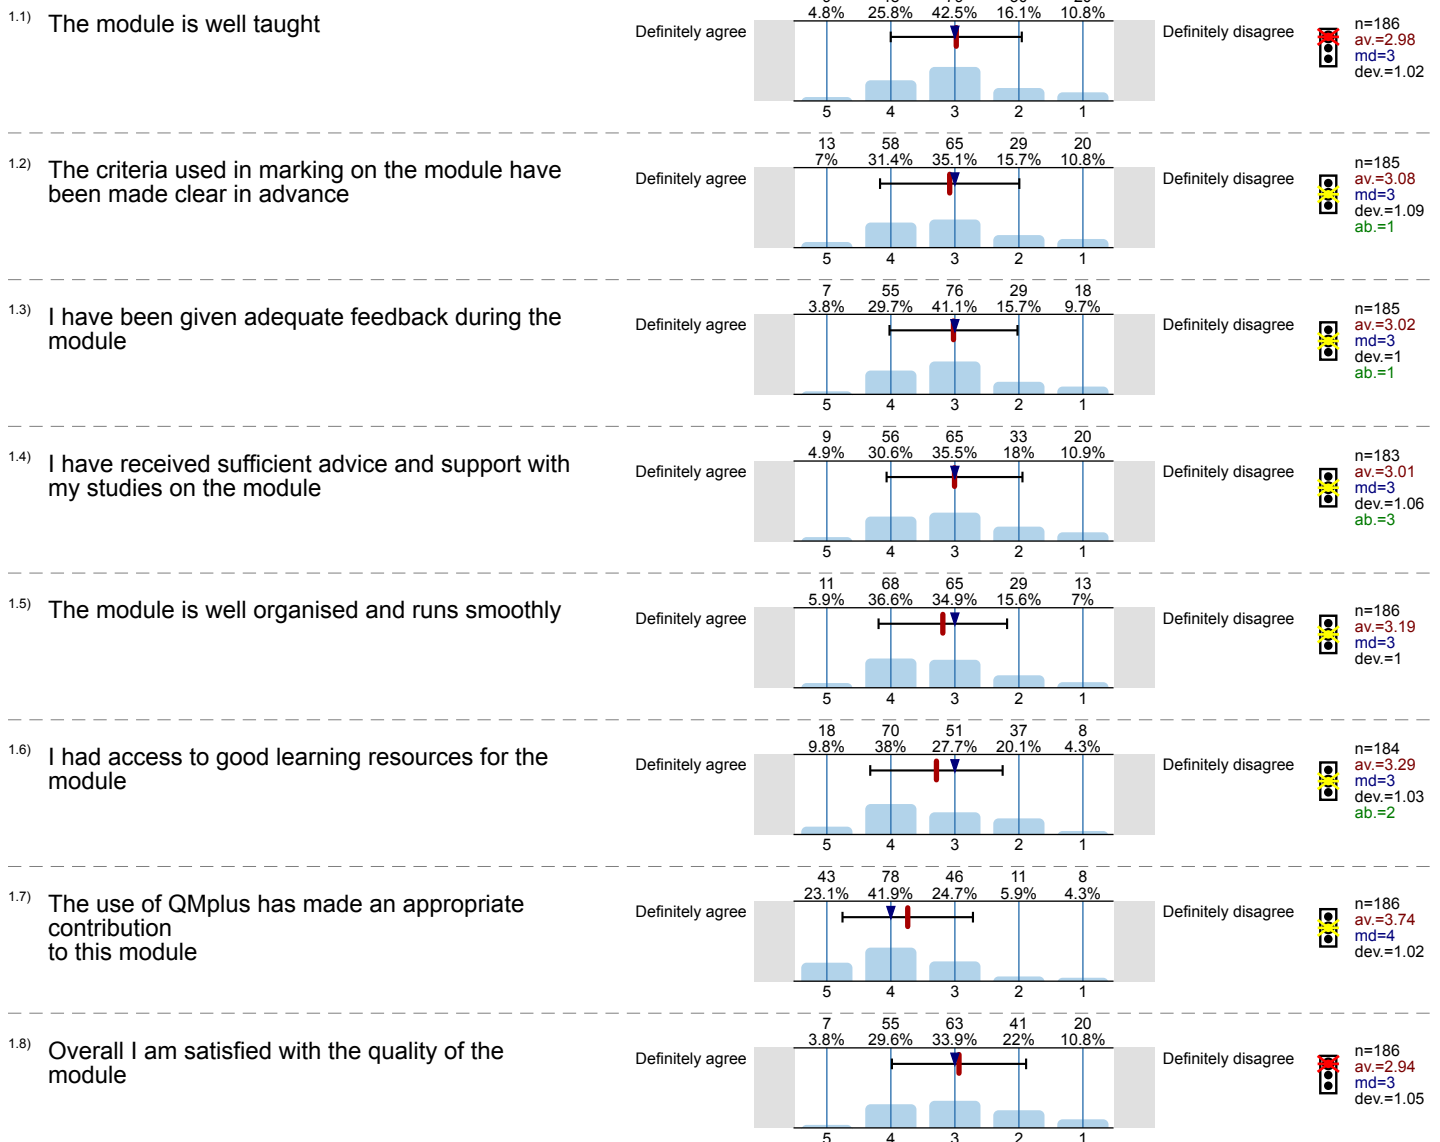 1.1) The module is well taught
4.8% 25.8% 42.5% 16.1% 10.8%
Definitely agree Definitely disagree
5 4 3 2 1
n=186
av.=2.98
md=3
dev.=1.02
1.2) The criteria used in marking on the module have
been made clear in advance
13 58 65 29 20
7% 31.4% 35.1% 15.7% 10.8%
Definitely agree Definitely disagree
5 4 3 2 1
n=185
av.=3.08
md=3
dev.=1.09
ab.=1
1.3) I have been given adequate feedback during the
module
7 55 76 29 18
3.8% 29.7% 41.1% 15.7% 9.7%
Definitely agree Definitely disagree
5 4 3 2 1
n=185
av.=3.02
md=3
dev.=1
ab.=1
1.4) I have received sufficient advice and support with
my studies on the module
9 56 65 33 20
4.9% 30.6% 35.5% 18% 10.9%
Definitely agree Definitely disagree
5 4 3 2 1
n=183
av.=3.01
md=3
dev.=1.06
ab.=3
1.5) The module is well organised and runs smoothly
11 68 65 29 13
5.9% 36.6% 34.9% 15.6% 7%
Definitely agree Definitely disagree
5 4 3 2 1
n=186
av.=3.19
md=3
dev.=1
1.6) I had access to good learning resources for the
module
18 70 51 37 8
9.8% 38% 27.7% 20.1% 4.3%
Definitely agree Definitely disagree
5 4 3 2 1
n=184
av.=3.29
md=3
dev.=1.03
ab.=2
1.7) The use of QMplus has made an appropriate
contribution
to this module
43 78 46 11 8
23.1% 41.9% 24.7% 5.9% 4.3%
Definitely agree Definitely disagree
5 4 3 2 1
n=186
av.=3.74
md=4
dev.=1.02
1.8) Overall I am satisfied with the quality of the
module
7 55 63 41 20
3.8% 29.6% 33.9% 22% 10.8%
Definitely agree Definitely disagree
5 4 3 2 1
n=186
av.=2.94
md=3
dev.=1.05